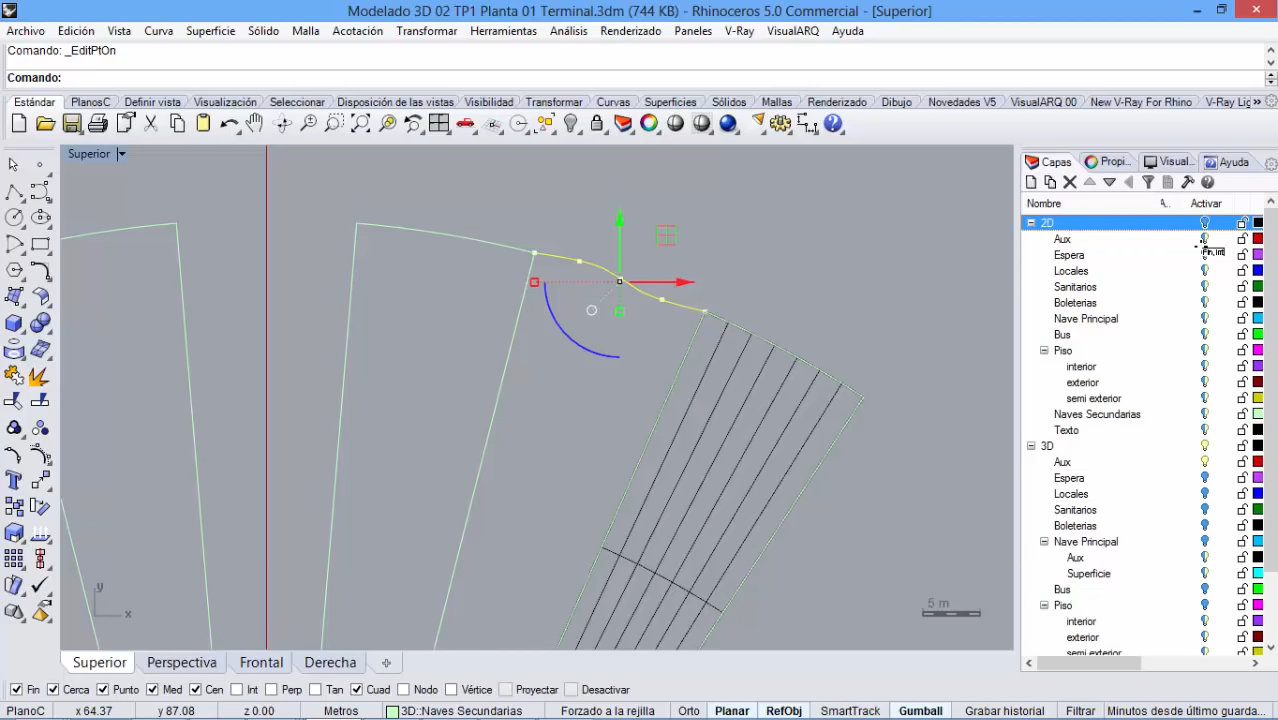 Modelado 3D 02 TP1 Planta 01 Terminal.3dm (744 KB) - Rhinoceros 5.0 Commercial - [Superior]
Archivo Edición Vista Curva Superficie Sólido Malla Acotación Transformar Herramientas Análisis Renderizado Paneles V-Ray VisualARQ Ayuda
Comando: _EditPtOn
Comando:
Estándar PlanosC Definir vista Visualización Seleccionar Disposición de las vistas Visibilidad Transformar Curvas Superficies Sólidos Mallas Renderizado Dibujo Novedades V5 VisualARQ 00 New V-Ray For Rhino V-Ray Lig
Superior
Capas Propi... Visual... Ayuda
Nombre A... Activar
2D
Aux
Fin, Int
Espera
Locales
Sanitarios
Boleterias
Nave Principal
Bus
Piso
interior
exterior
semi exterior
Naves Secundarias
Texto
3D
Aux
Espera
Locales
Sanitarios
Boleterias
Nave Principal
Aux
Superficie
Bus
Piso
interior
exterior
semi exterior
y
x
5 m
Superior Perspectiva Frontal Derecha
Fin Cerca Punto Med Cen Int Perp Tan Cuad Nodo Vértice Proyectar Desactivar
PlanoC x 64.37 y 87.08 z 0.00 Metros 3D::Naves Secundarias Forzado a la rejilla Orto Planar RefObj SmartTrack Gumball Grabar historial Filtrar Minutos desde último guarda...